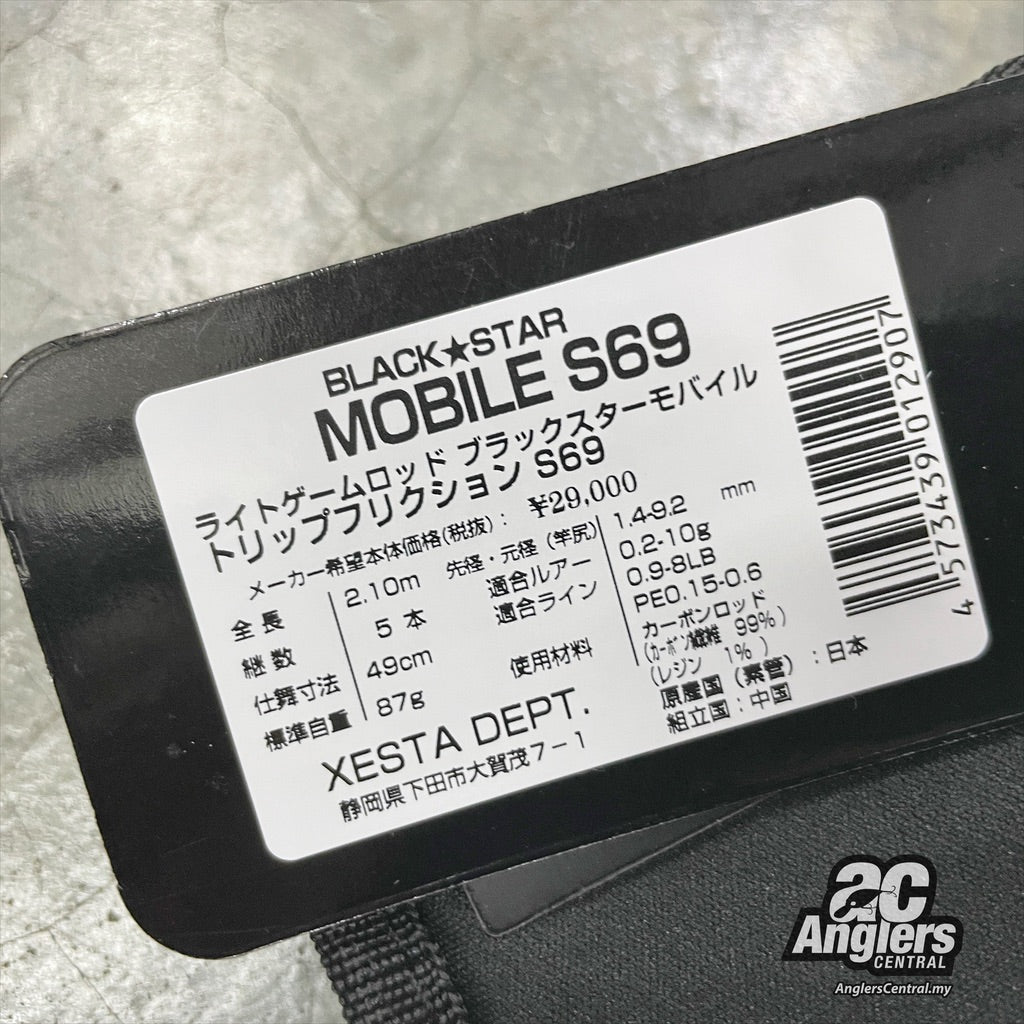 BLACK★STAR
MOBILE S69
ライトゲームロッド ブラックスターモバイル
トリップフリクション S69
メーカー希望本体価格(税抜): ¥29,000
全長 2.10m 先径・元径(竿尻) 1.4-9.2 mm
継数 5 本 適合ルアー 0.2-10g
仕舞寸法 49cm 適合ライン 0.9-8LB
PE0.15-0.6
標準自重 87g 使用材料 カーボンロッド
(カーボン繊維 99%)
(レジン 1%)
原産国(素管) : 日本
組立国 : 中国
XESTA DEPT.
静岡県下田市大賀茂7-1
4 573439 012907
ac
Anglers
CENTRAL
AnglersCentral.my